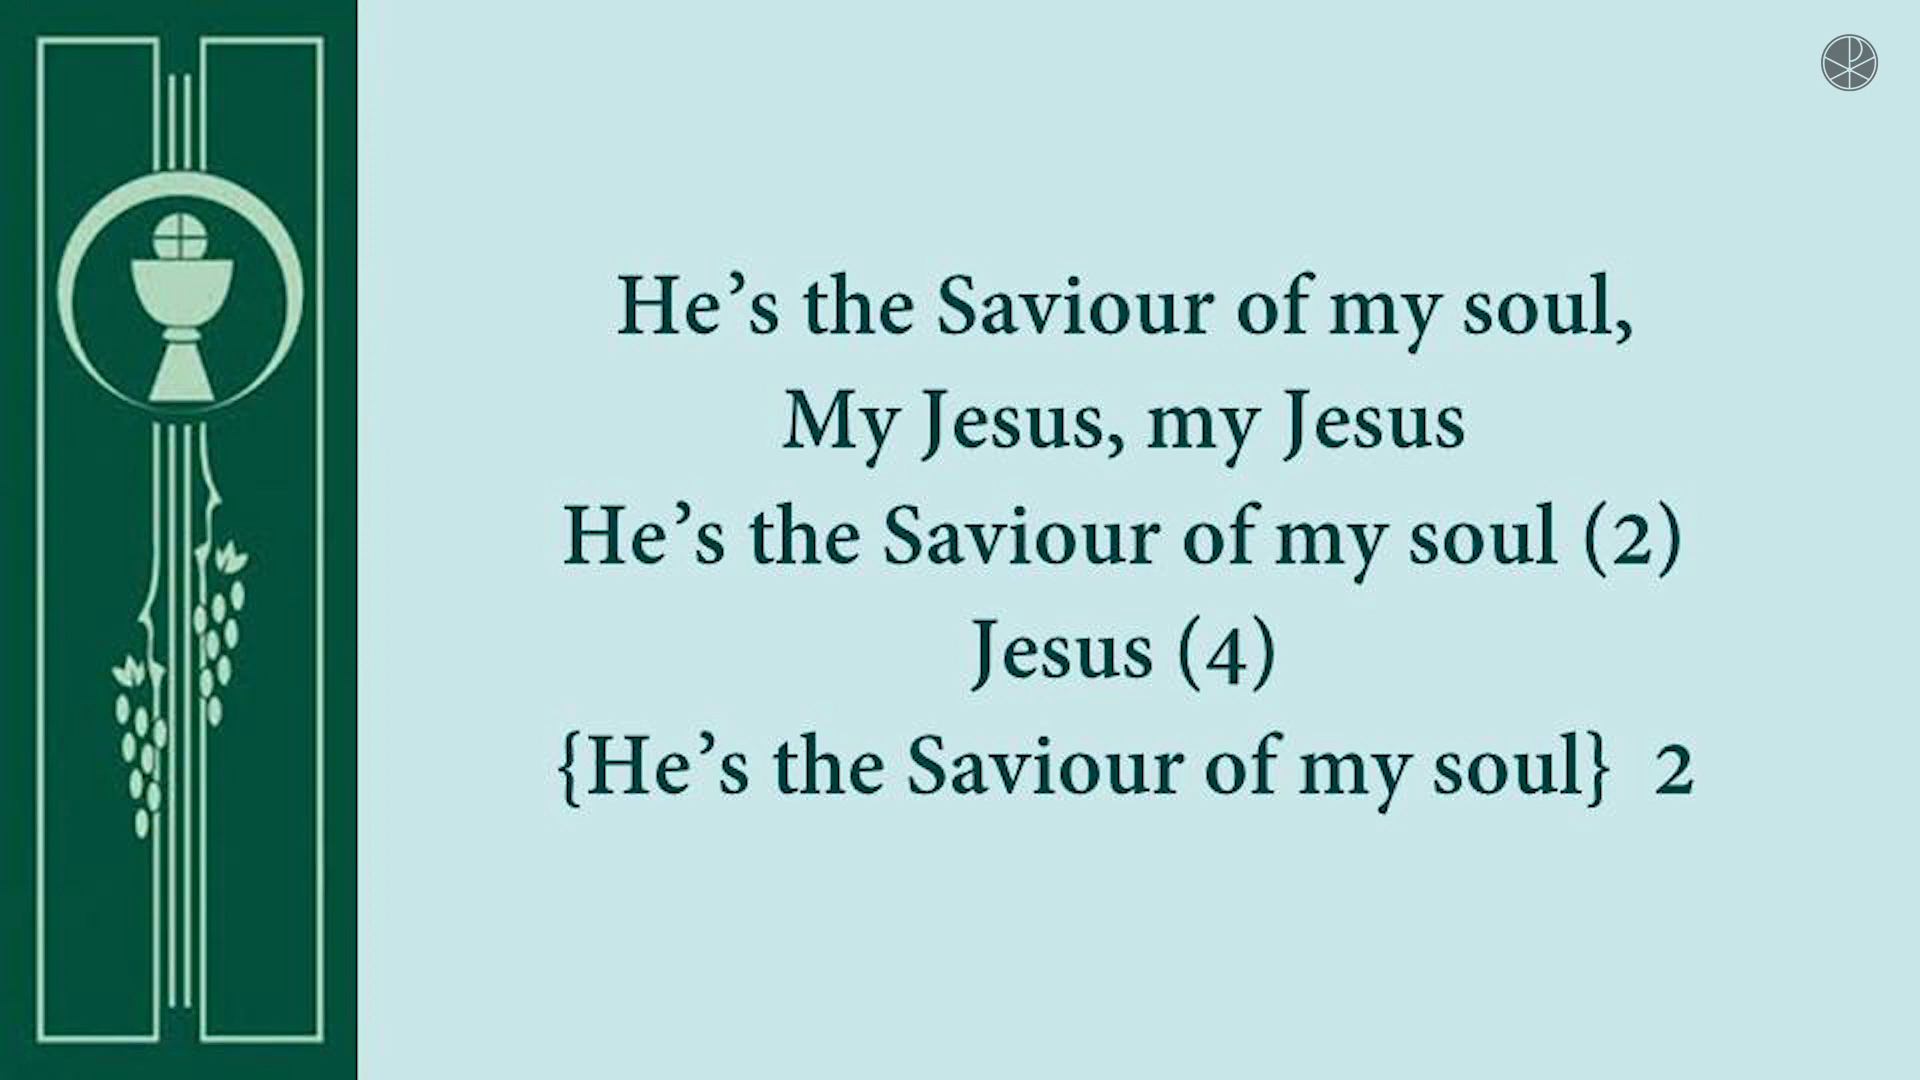 He’s the Saviour of my soul,
My Jesus, my Jesus
He’s the Saviour of my soul (2)
Jesus (4)
{He’s the Saviour of my soul}  2